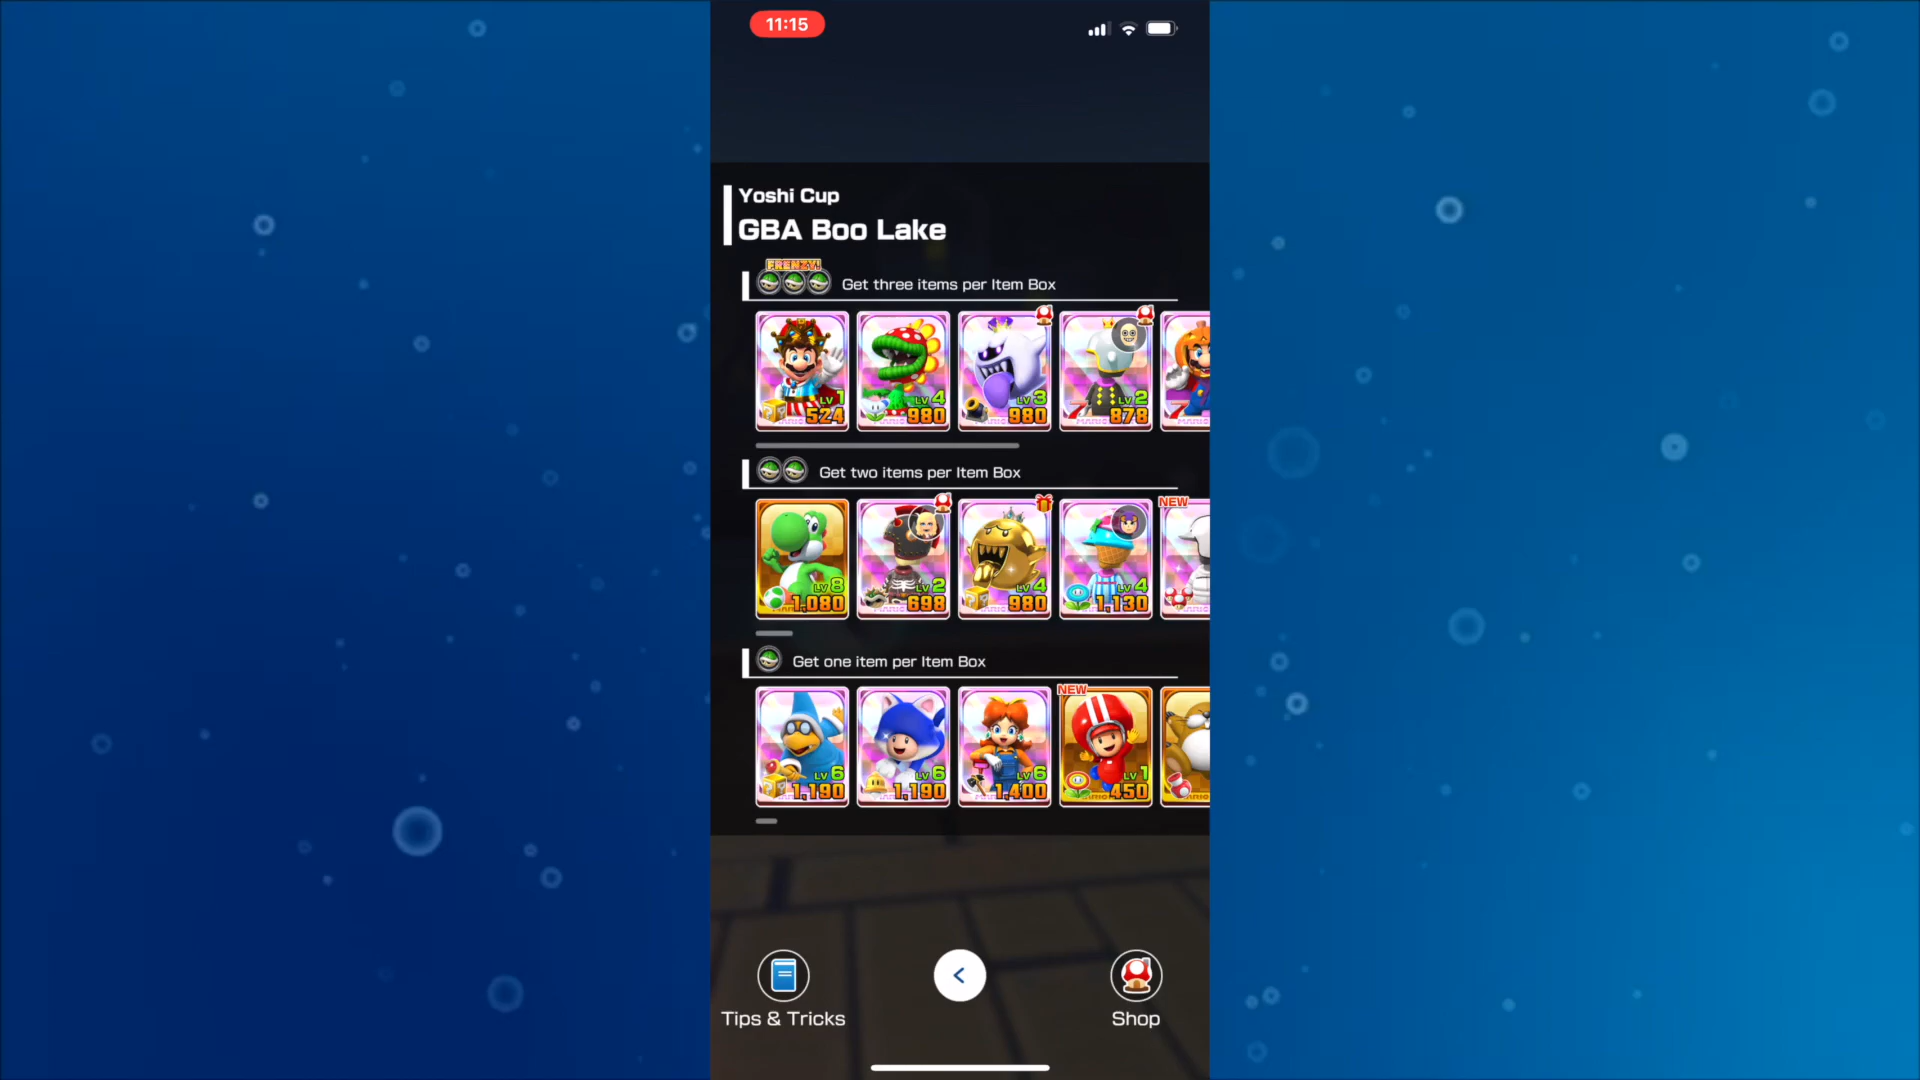 11:15
Yoshi Cup
GBA Boo Lake
FRENZY!
Get three items per Item Box
LV 1 LV 4 LV 3 LV 2
524 980 980 878
Get two items per Item Box
NEW
LV 8 LV 2 LV 4 LV 4
1,080 698 980 1,130
Get one item per Item Box
NEW
LV 6 LV 6 LV 6 LV 1
1,190 1,190 1,400 450
Tips & Tricks
Shop